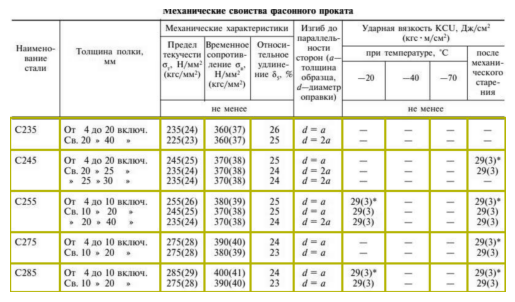 Механические свойства фасонного проката
Наименование стали | Толщина полки, мм | Механические характеристики | Изгиб до параллельности сторон (a—толщина образца, d—диаметр оправки) | Ударная вязкость KCU, Дж/см² (кгс·м/см²)
Предел текучести σт, Н/мм² (кгс/мм²) | Временное сопротивление σв, Н/мм² (кгс/мм²) | Относительное удлинение δ5, % | при температуре, °С | после механического старения
−20 | −40 | −70
не менее | не менее
С235 | От 4 до 20 включ. | 235(24) | 360(37) | 26 | d = a | — | — | — | —
Св. 20 » 40 » | 225(23) | 360(37) | 25 | d = 2a | — | — | — | —
С245 | От 4 до 20 включ. | 245(25) | 370(38) | 25 | d = a | — | — | — | 29(3)*
Св. 20 » 25 » | 235(24) | 370(38) | 24 | d = 2a | — | — | — | 29(3)
» 25 » 30 » | 235(24) | 370(38) | 24 | d = 2a | — | — | — | —
С255 | От 4 до 10 включ. | 255(26) | 380(39) | 25 | d = a | 29(3)* | — | — | 29(3)*
Св. 10 » 20 » | 245(25) | 370(38) | 25 | d = a | 29(3) | — | — | 29(3)
» 20 » 40 » | 235(24) | 370(38) | 24 | d = 2a | 29(3) | — | — | 29(3)
С275 | От 4 до 10 включ. | 275(28) | 390(40) | 24 | d = a | — | — | — | 29(3)*
Св. 10 » 20 » | 275(28) | 380(39) | 23 | d = a | — | — | — | 29(3)
С285 | От 4 до 10 включ. | 285(29) | 400(41) | 24 | d = a | 29(3)* | — | — | 29(3)*
Св. 10 » 20 » | 275(28) | 390(40) | 23 | d = a | 29(3) | — | — | 29(3)